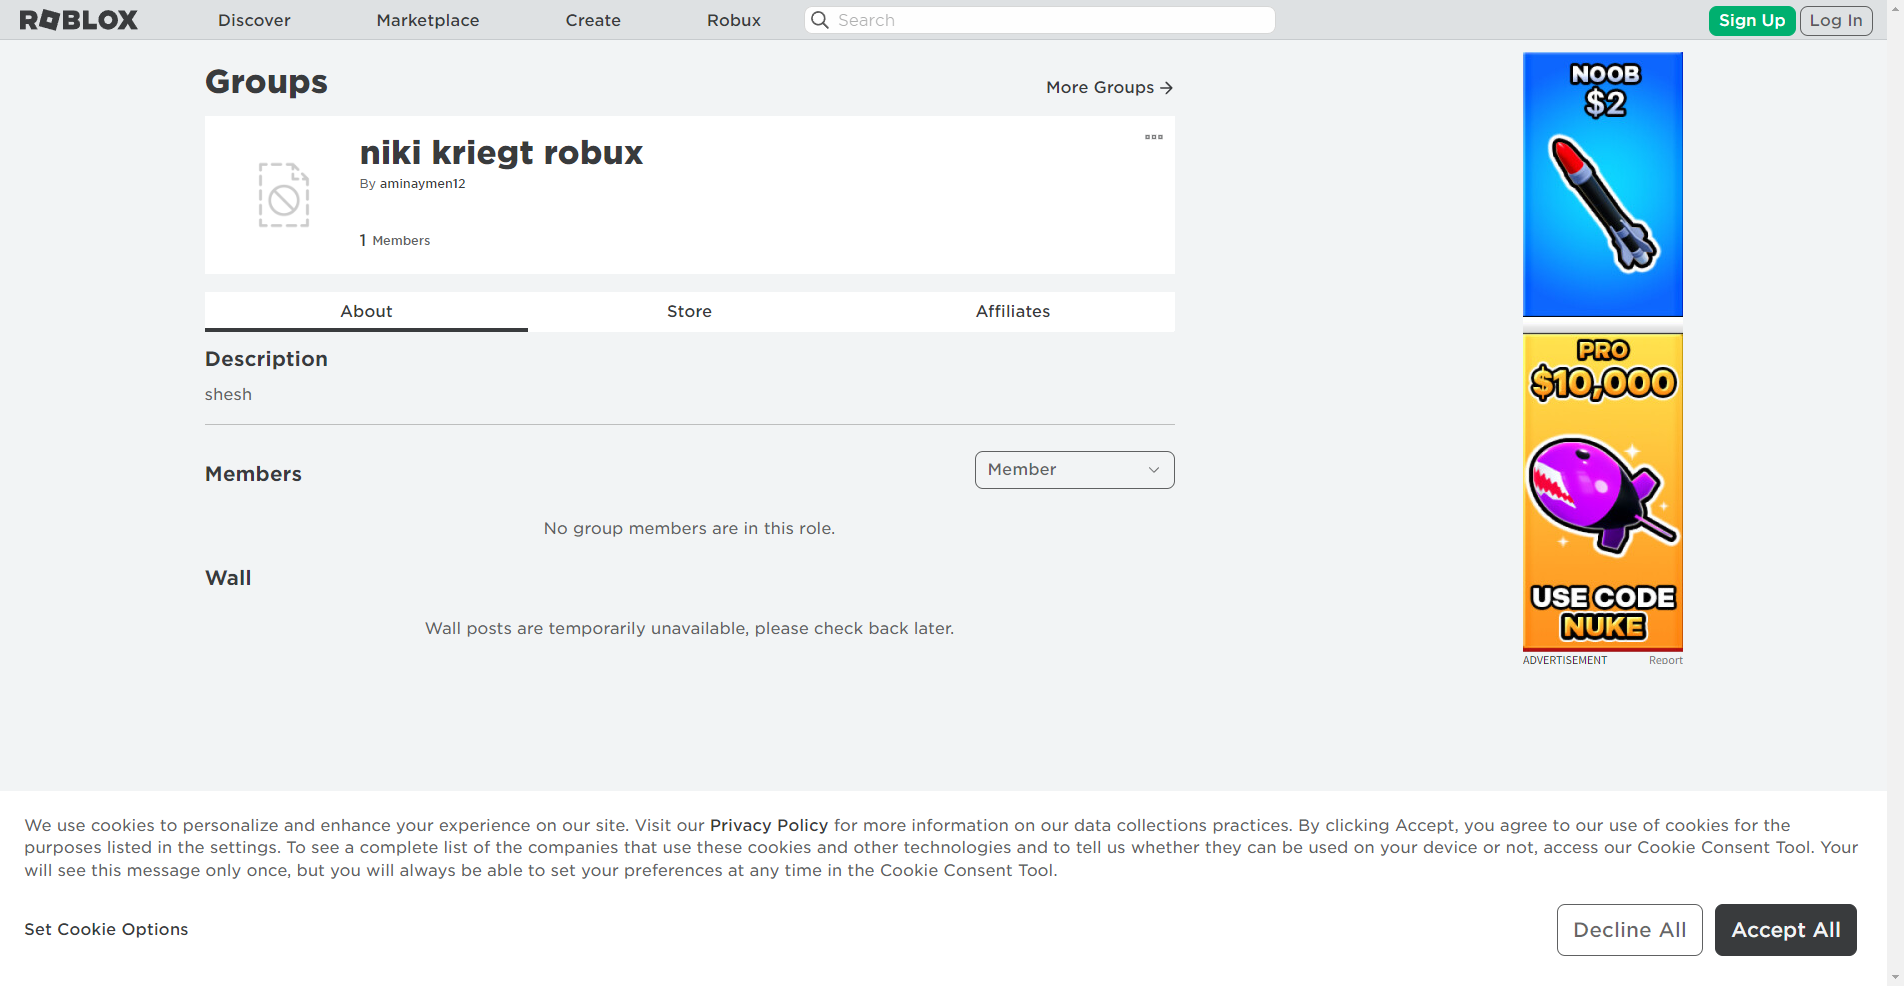 ROBLOX
Discover
Marketplace
Create
Robux
Search
Sign Up
Log In
Groups
More Groups
niki kriegt robux
By aminaymen12
1 Members
About
Store
Affiliates
Description
shesh
Members
Member
No group members are in this role.
Wall
Wall posts are temporarily unavailable, please check back later.
NOOB
$2
PRO
$10,000
USE CODE
NUKE
ADVERTISEMENT
Report
We use cookies to personalize and enhance your experience on our site. Visit our Privacy Policy for more information on our data collections practices. By clicking Accept, you agree to our use of cookies for the
purposes listed in the settings. To see a complete list of the companies that use these cookies and other technologies and to tell us whether they can be used on your device or not, access our Cookie Consent Tool. Your
will see this message only once, but you will always be able to set your preferences at any time in the Cookie Consent Tool.
Set Cookie Options
Decline All
Accept All